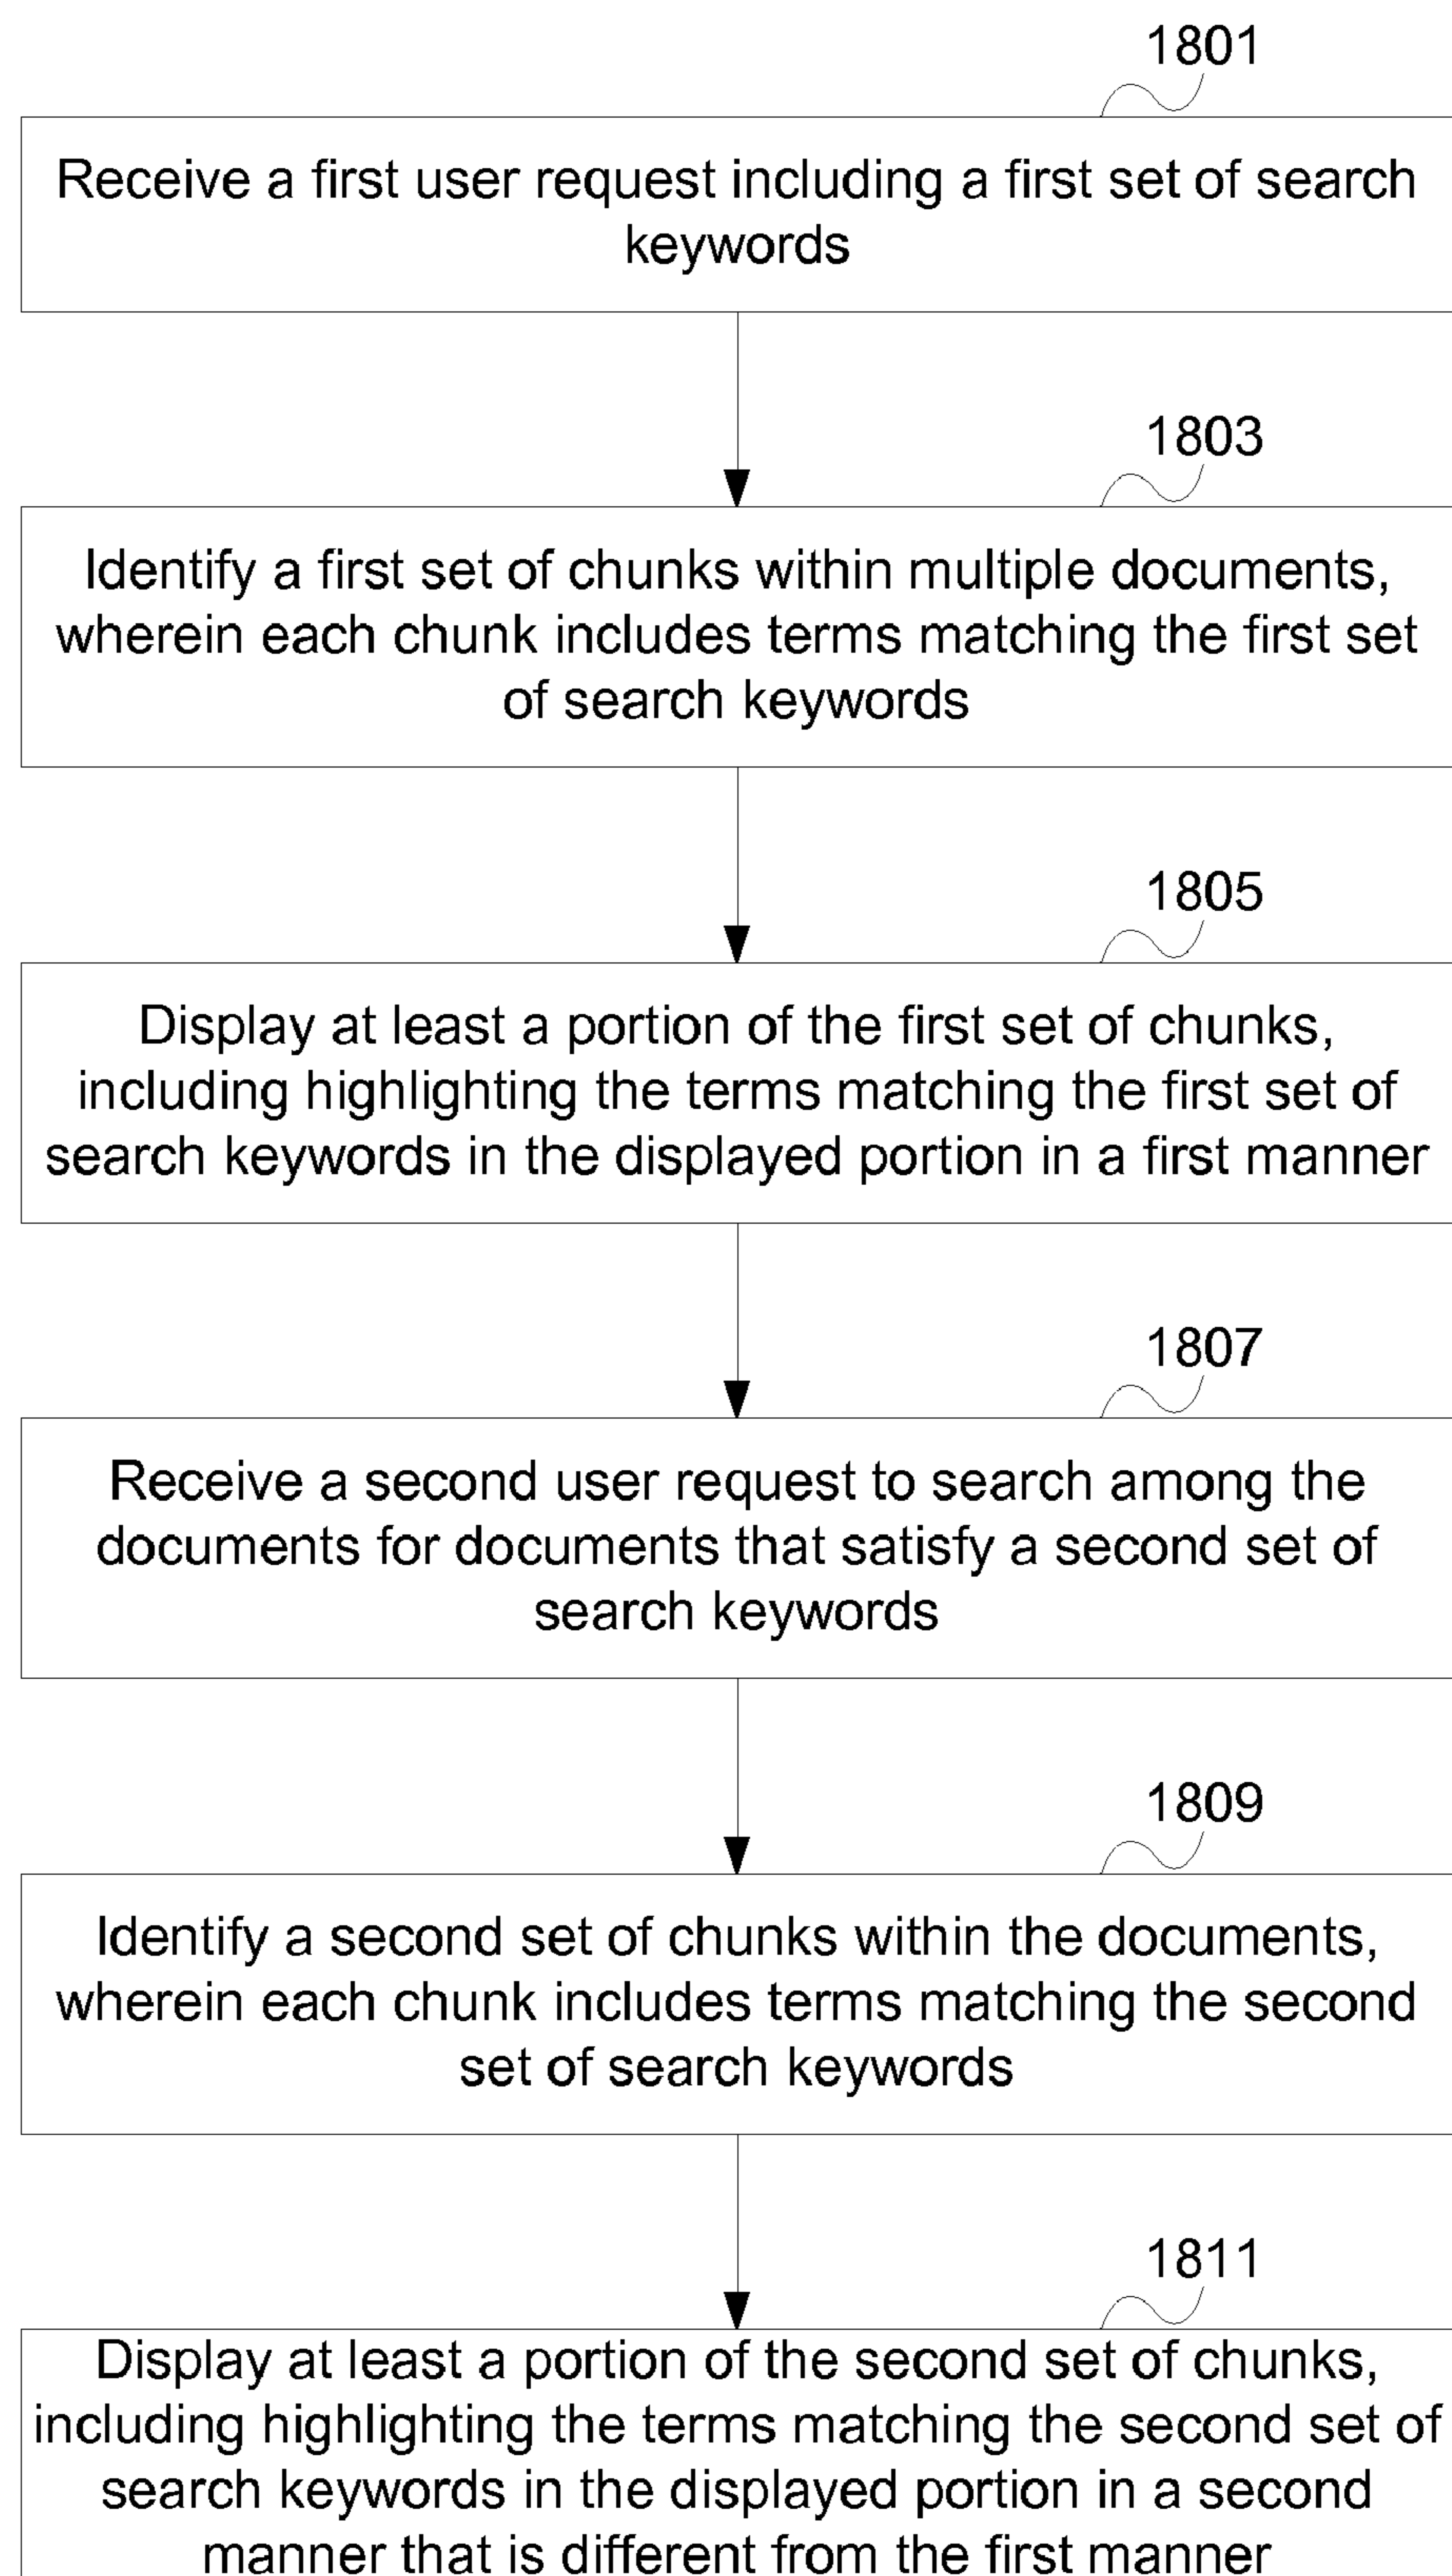 1801
Receive a first user request including a first set of search
keywords
1803
Identify a first set of chunks within multiple documents,
wherein each chunk includes terms matching the first set
of search keywords
1805
Display at least a portion of the first set of chunks,
including highlighting the terms matching the first set of
search keywords in the displayed portion in a first manner
1807
Receive a second user request to search among the
documents for documents that satisfy a second set of
search keywords
1809
Identify a second set of chunks within the documents,
wherein each chunk includes terms matching the second
set of search keywords
1811
Display at least a portion of the second set of chunks,
including highlighting the terms matching the second set of
search keywords in the displayed portion in a second
manner that is different from the first manner